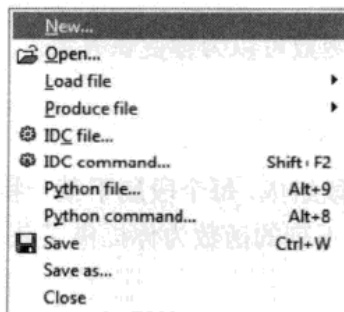 New...
Open...
Load file
Produce file
IDC file...
IDC command... Shift+F2
Python file... Alt+9
Python command... Alt+8
Save Ctrl+W
Save as...
Close